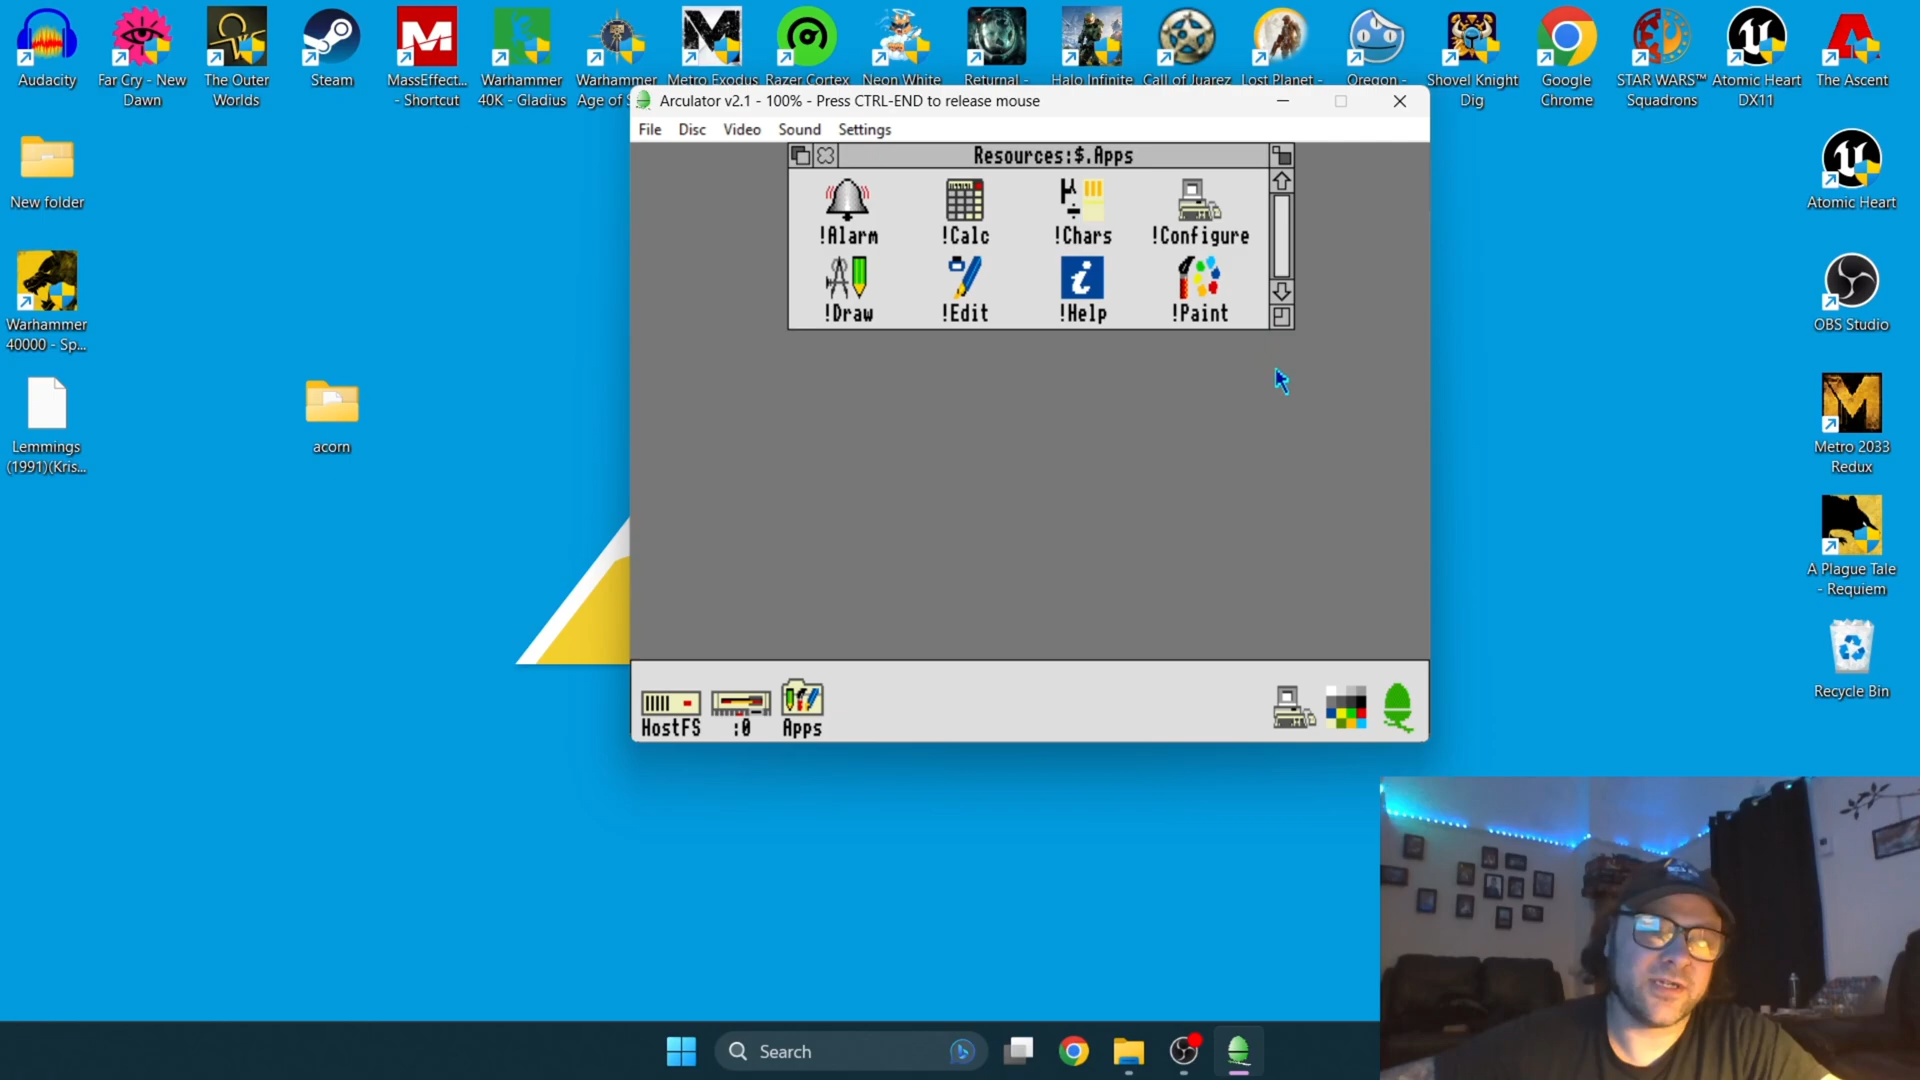 Audacity
Far Cry - New
Dawn
The Outer
Worlds
Steam
MassEffect...
- Shortcut
Warhammer
40K - Gladius
Warhammer
Age of S
Metro Exodus
Razer Cortex
Neon White
Returnal -
Halo Infinite
Call of Juarez
Lost Planet -
Oregon -
Shovel Knight
Dig
Google
Chrome
STAR WARS™
Squadrons
Atomic Heart
DX11
The Ascent
New folder
Warhammer
40000 - Sp...
Lemmings
(1991)(Kris...
acorn
Arculator v2.1 - 100% - Press CTRL-END to release mouse
File Disc Video Sound Settings
Resources:$.Apps
!Alarm !Calc !Chars !Configure
!Draw !Edit !Help !Paint
HostFS :0 Apps
Atomic Heart
OBS Studio
Metro 2033
Redux
A Plague Tale
- Requiem
Recycle Bin
Search